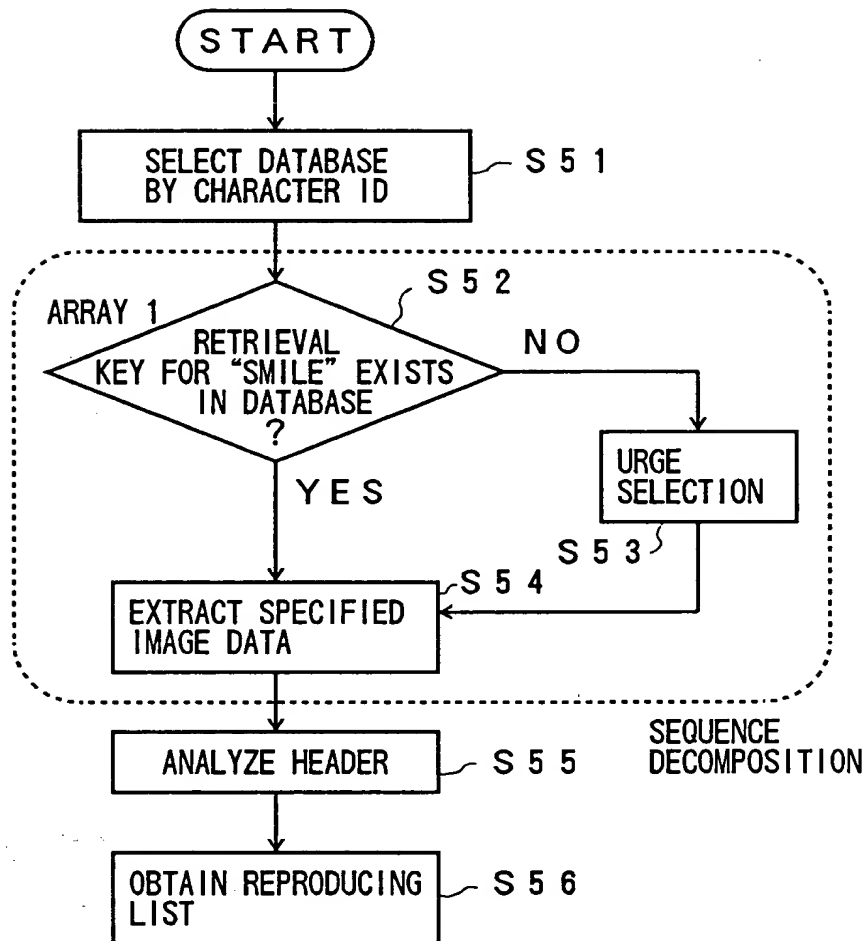 START
SELECT DATABASE
BY CHARACTER ID
S51
S52
ARRAY 1
RETRIEVAL
KEY FOR “SMILE” EXISTS
IN DATABASE
?
NO
YES
URGE
SELECTION
S53
S54
EXTRACT SPECIFIED
IMAGE DATA
SEQUENCE
DECOMPOSITION
ANALYZE HEADER
S55
OBTAIN REPRODUCING
LIST
S56